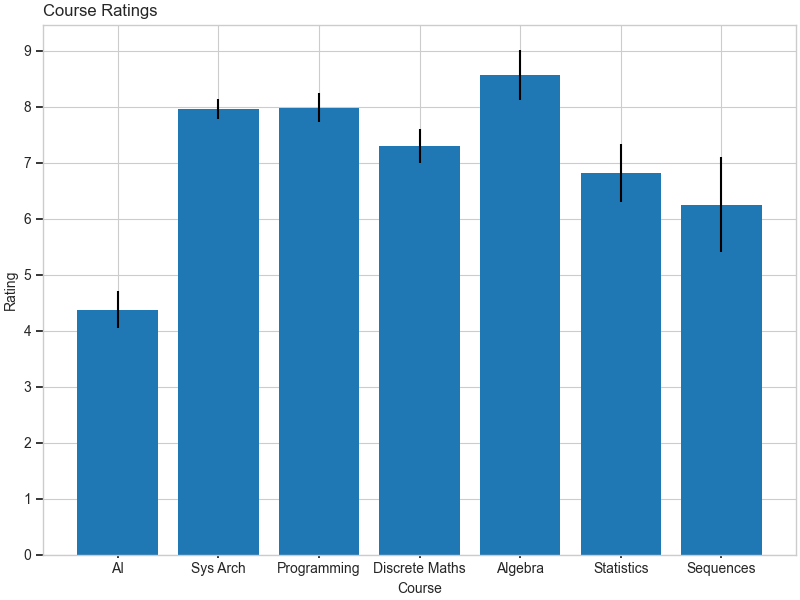 Course Ratings
9
8
7
6
5
4
3
2
1
0
Rating
AI Sys Arch Programming Discrete Maths Algebra Statistics Sequences
Course